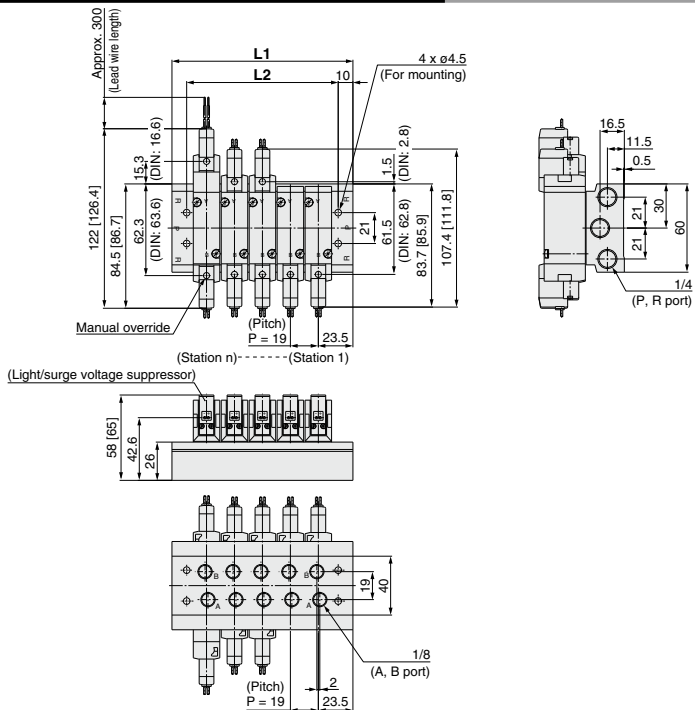 L1
L2
10
4 x ø4.5
(For mounting)
Approx. 300
(Lead wire length)
15.3
(DIN: 16.6)
122 [126.4]
84.5 [86.7]
62.3
(DIN: 63.6)
1.5
(DIN: 2.8)
21
61.5
(DIN: 62.8)
83.7 [85.9]
107.4 [111.8]
R
P
R
R
P
R
Y
Y
Y
Y
Y
Manual override
(Pitch)
P = 19
23.5
(Station n)
(Station 1)
16.5
11.5
0.5
21
21
30
60
1/4
(P, R port)
(Light/surge voltage suppressor)
58 [65]
42.6
26
B
B
A
A
19
40
1/8
(A, B port)
2
(Pitch)
P = 19
23.5